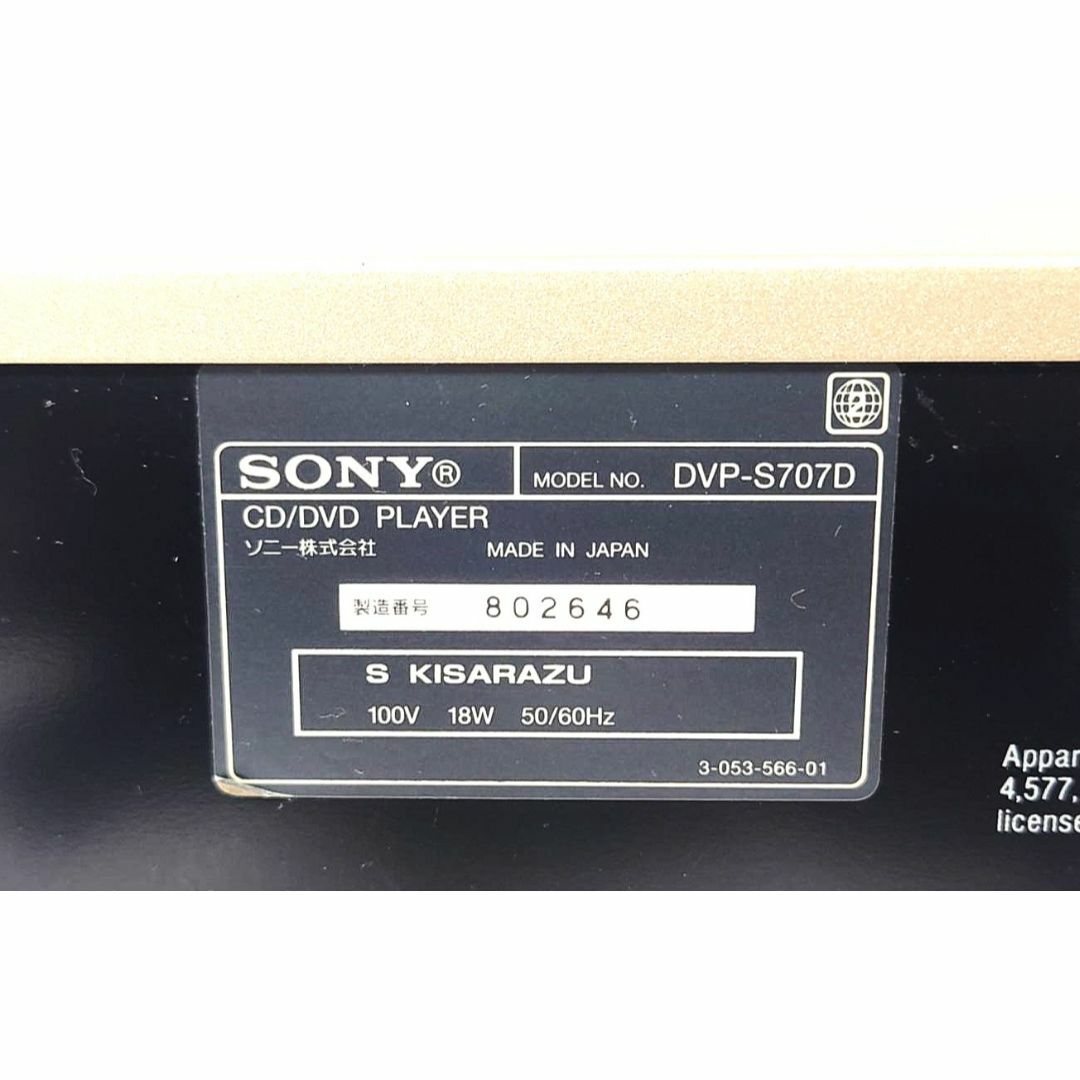 2
SONY® MODEL NO. DVP-S707D
CD/DVD PLAYER
ソニー株式会社 MADE IN JAPAN
製造番号 802646
S KISARAZU
100V 18W 50/60Hz
3-053-566-01
Appar
4,577,
license